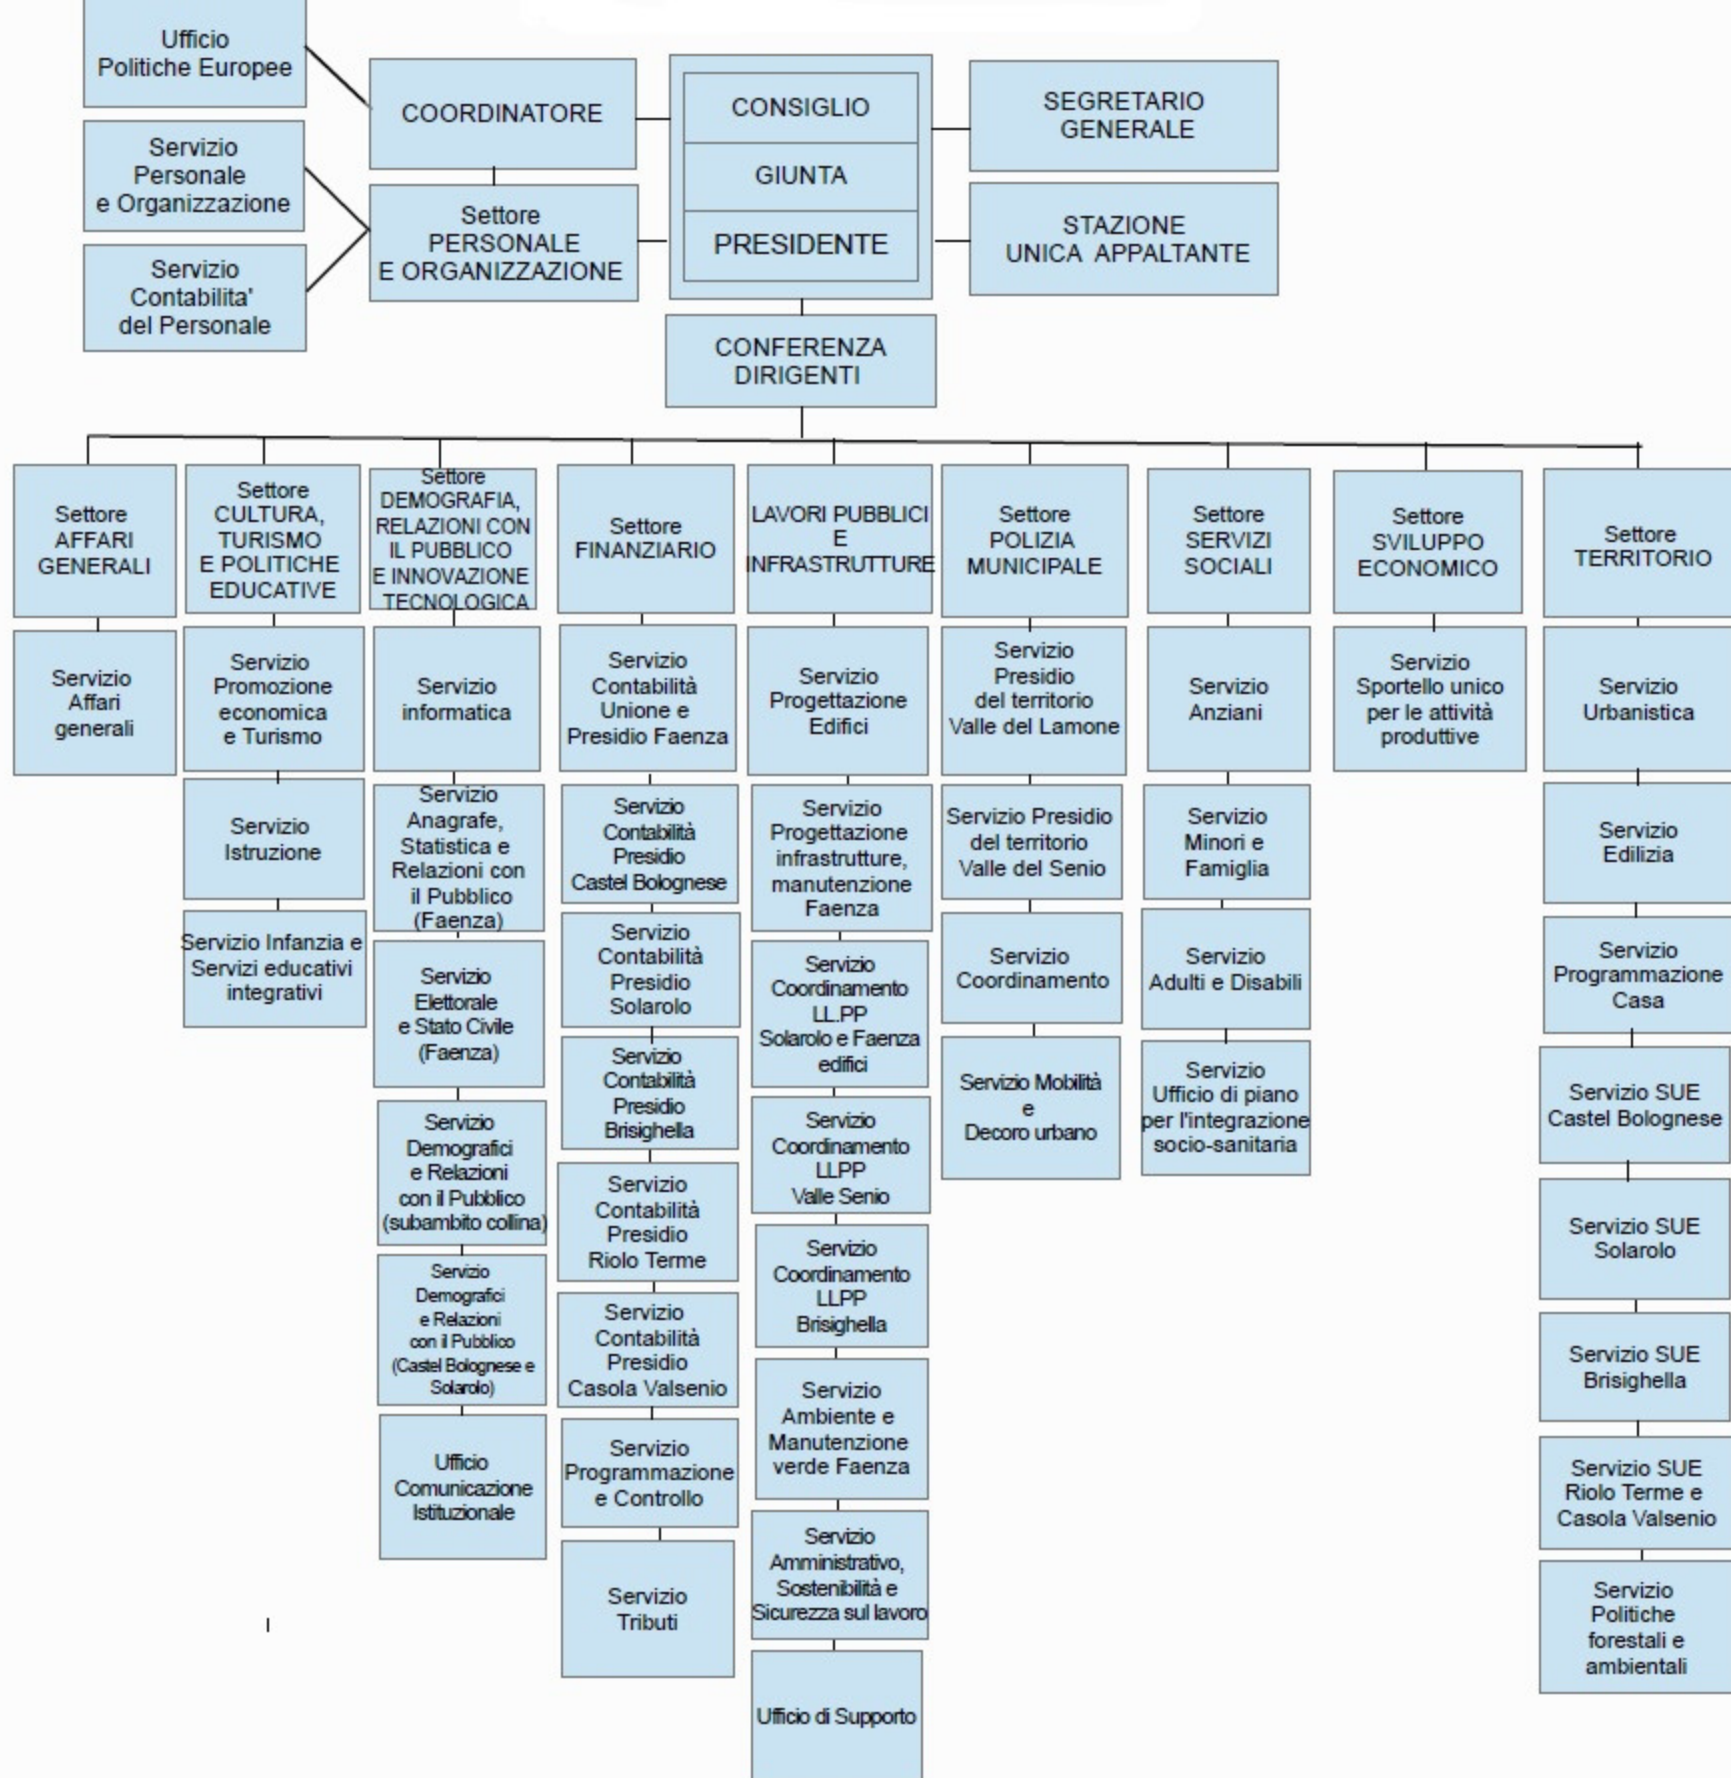 Ufficio
Politiche Europee
COORDINATORE
CONSIGLIO
GIUNTA
PRESIDENTE
SEGRETARIO
GENERALE
Servizio
Personale
e Organizzazione
Settore
PERSONALE
E ORGANIZZAZIONE
STAZIONE
UNICA APPALTANTE
Servizio
Contabilita'
del Personale
CONFERENZA
DIRIGENTI
Settore
AFFARI
GENERALI
Servizio
Affari
generali
Settore
CULTURA,
TURISMO
E POLITICHE
EDUCATIVE
Servizio
Promozione
economica
e Turismo
Servizio
Istruzione
Servizio Infanzia e
Servizi educativi
integrativi
Settore
DEMOGRAFIA,
RELAZIONI CON
IL PUBBLICO
E INNOVAZIONE
TECNOLOGICA
Servizio
informatica
Servizio
Anagrafe,
Statistica e
Relazioni con
il Pubblico
(Faenza)
Servizio
Elettorale
e Stato Civile
(Faenza)
Servizio
Demografici
e Relazioni
con il Pubblico
(subambito collina)
Servizio
Demografici
e Relazioni
con il Pubblico
(Castel Bolognese e
Solarolo)
Ufficio
Comunicazione
Istituzionale
Settore
FINANZIARIO
Servizio
Contabilità
Unione e
Presidio Faenza
Servizio
Contabilità
Presidio
Castel Bolognese
Servizio
Contabilità
Presidio
Solarolo
Servizio
Contabilità
Presidio
Brisighella
Servizio
Contabilità
Presidio
Riolo Terme
Servizio
Contabilità
Presidio
Casola Valsenio
Servizio
Programmazione
e Controllo
Servizio
Tributi
LAVORI PUBBLICI
E
INFRASTRUTTURE
Servizio
Progettazione
Edifici
Servizio
Progettazione
infrastrutture,
manutenzione
Faenza
Servizio
Coordinamento
LL.PP
Solarolo e Faenza
edifici
Servizio
Coordinamento
LLPP
Valle Senio
Servizio
Coordinamento
LLPP
Brisighella
Servizio
Ambiente e
Manutenzione
verde Faenza
Servizio
Amministrativo,
Sostenibilità e
Sicurezza sul lavoro
Ufficio di Supporto
Settore
POLIZIA
MUNICIPALE
Servizio
Presidio
del territorio
Valle del Lamone
Servizio Presidio
del territorio
Valle del Senio
Servizio
Coordinamento
Servizio Mobilità
e
Decoro urbano
Settore
SERVIZI
SOCIALI
Servizio
Anziani
Servizio
Minori e
Famiglia
Servizio
Adulti e Disabili
Servizio
Ufficio di piano
per l'integrazione
socio-sanitaria
Settore
SVILUPPO
ECONOMICO
Servizio
Sportello unico
per le attività
produttive
Settore
TERRITORIO
Servizio
Urbanistica
Servizio
Edilizia
Servizio
Programmazione
Casa
Servizio SUE
Castel Bolognese
Servizio SUE
Solarolo
Servizio SUE
Brisighella
Servizio SUE
Riolo Terme e
Casola Valsenio
Servizio
Politiche
forestali e
ambientali